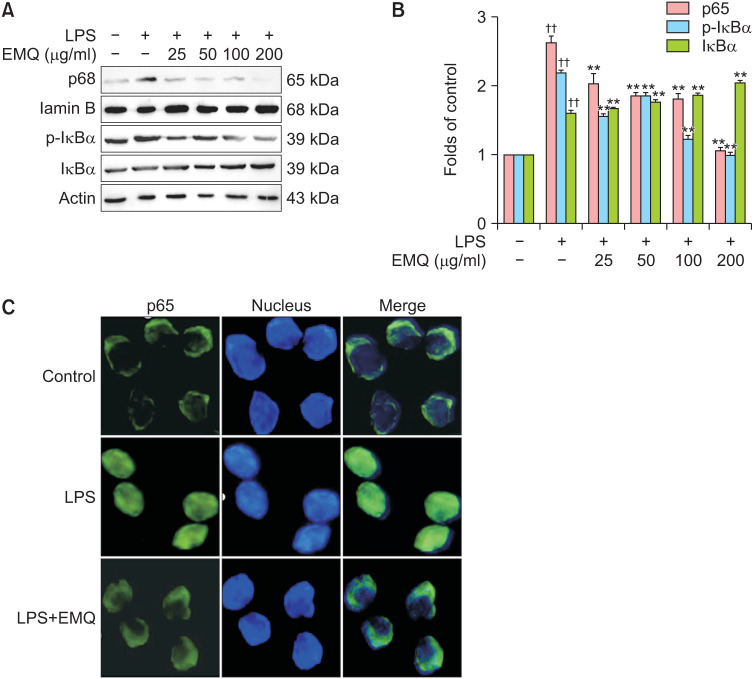 A
LPS – + + + + +
EMQ (μg/ml) – – 25 50 100 200
p68 65 kDa
lamin B 68 kDa
p-IκBα 39 kDa
IκBα 39 kDa
Actin 43 kDa
B
Folds of control
3
2
1
0
p65
p-IκBα
IκBα
†† †† ††
** ** **
** ** **
** ** **
** **
LPS – + + + + +
EMQ (μg/ml) – – 25 50 100 200
C
p65 Nucleus Merge
Control
LPS
LPS+EMQ